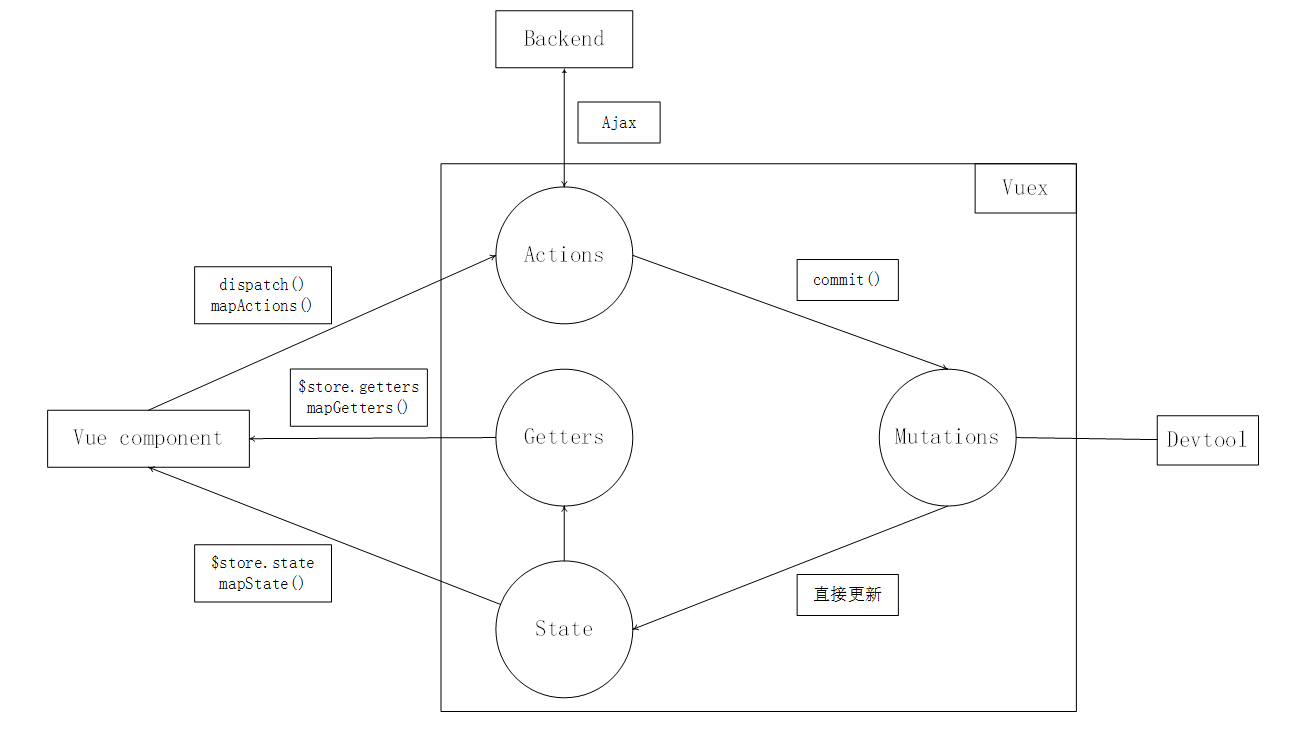 Backend
Ajax
Vuex
Actions
dispatch()
mapActions()
commit()
$store.getters
mapGetters()
Vue component
Getters
Mutations
Devtool
$store.state
mapState()
直接更新
State